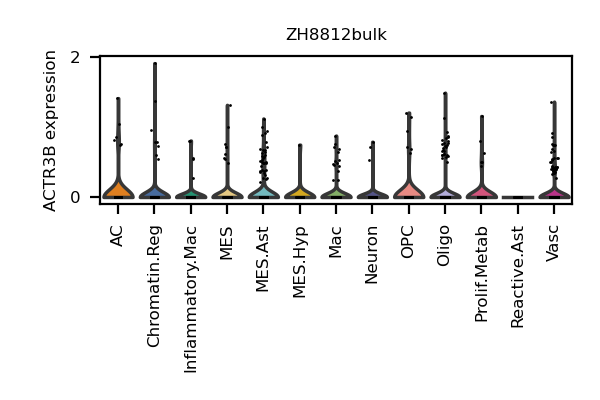 ZH8812bulk
ACTR3B expression
2
0
AC
Chromatin.Reg
Inflammatory.Mac
MES
MES.Ast
MES.Hyp
Mac
Neuron
OPC
Oligo
Prolif.Metab
Reactive.Ast
Vasc